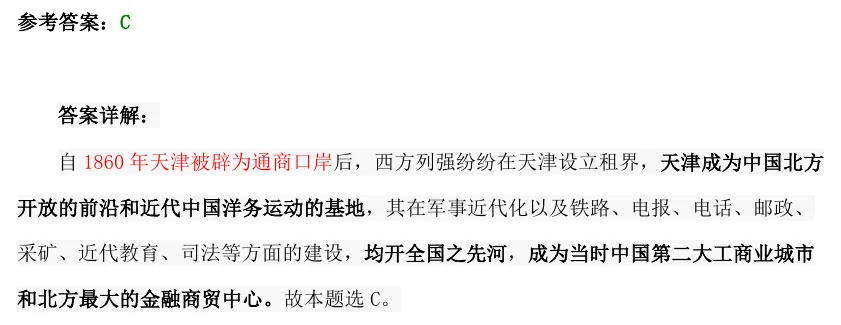 参考答案：C
答案详解：
自 1860 年天津被辟为通商口岸后，西方列强纷纷在天津设立租界，天津成为中国北方
开放的前沿和近代中国洋务运动的基地，其在军事近代化以及铁路、电报、电话、邮政、
采矿、近代教育、司法等方面的建设，均开全国之先河，成为当时中国第二大工商业城市
和北方最大的金融商贸中心。故本题选 C。